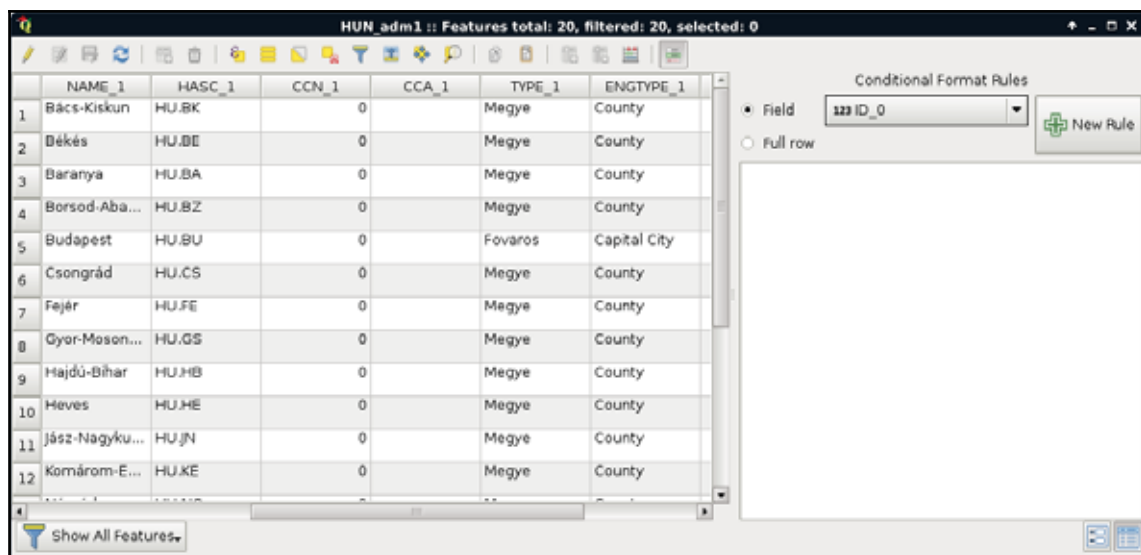 HUN_adm1 :: Features total: 20, filtered: 20, selected: 0
NAME_1 HASC_1 CCN_1 CCA_1 TYPE_1 ENGTYPE_1
1 Bács-Kiskun HU.BK 0 Megye County
2 Békés HU.BE 0 Megye County
3 Baranya HU.BA 0 Megye County
4 Borsod-Aba... HU.BZ 0 Megye County
5 Budapest HU.BU 0 Fovaros Capital City
6 Csongrád HU.CS 0 Megye County
7 Fejér HU.FE 0 Megye County
8 Gyor-Moson... HU.GS 0 Megye County
9 Hajdú-Bihar HU.HB 0 Megye County
10 Heves HU.HE 0 Megye County
11 Jász-Nagyku... HU.JN 0 Megye County
12 Komárom-E... HU.KE 0 Megye County
Show All Features
Conditional Format Rules
Field 123 ID_0 New Rule
Full row